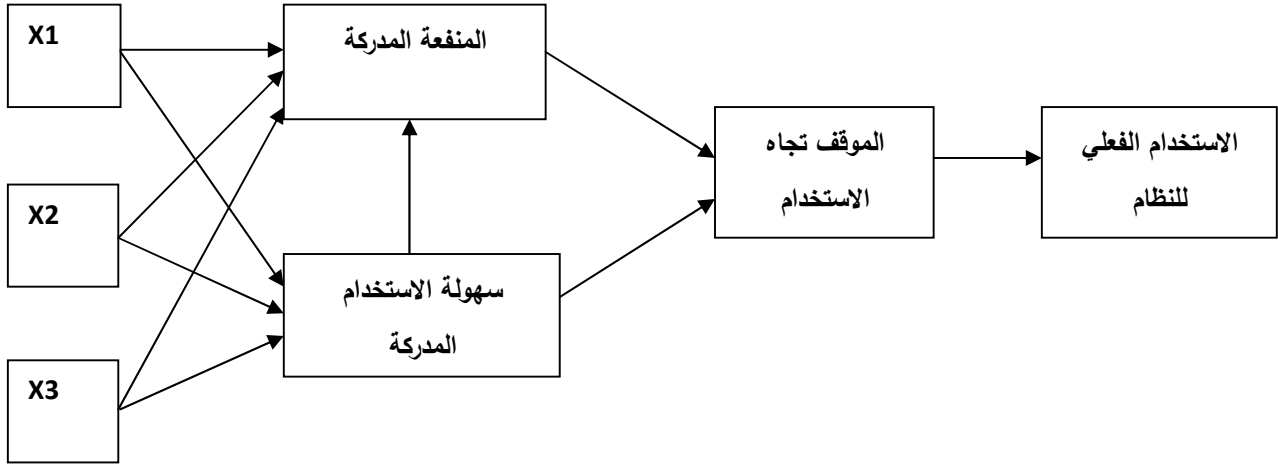 X1
المنفعة المدركة
الموقف تجاه
الاستخدام
الاستخدام الفعلي
للنظام
X2
سهولة الاستخدام
المدركة
X3